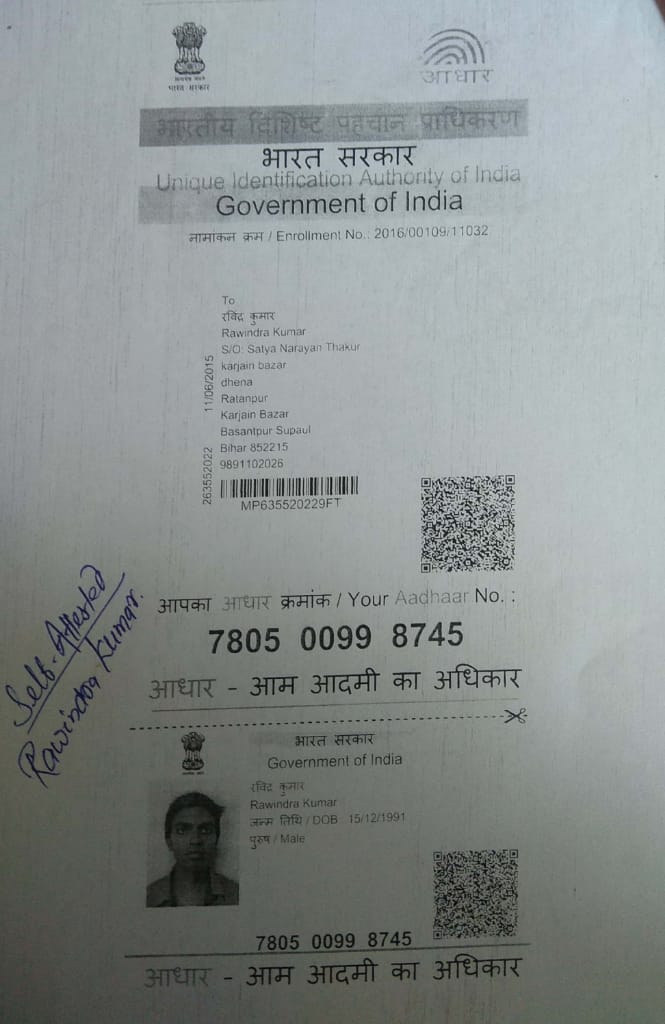 भारत सरकार
आधार
भारतीय विशिष्ट पहचान प्राधिकरण
भारत सरकार
Unique Identification Authority of India
Government of India
नामांकन क्रम / Enrollment No.: 2016/00109/11032
To
रविंद्र कुमार
Rawindra Kumar
S/O: Satya Narayan Thakur
karjain bazar
dhena
Ratanpur
Karjain Bazar
Basantpur Supaul
Bihar 852215
9891102026
11/06/2015
263552022
MP635520229FT
आपका आधार क्रमांक / Your Aadhaar No. :
7805 0099 8745
आधार - आम आदमी का अधिकार
Self-Attested
Rawindra Kumar.
भारत सरकार
Government of India
रविंद्र कुमार
Rawindra Kumar
जन्म तिथि / DOB 15/12/1991
पुरुष / Male
7805 0099 8745
आधार - आम आदमी का अधिकार